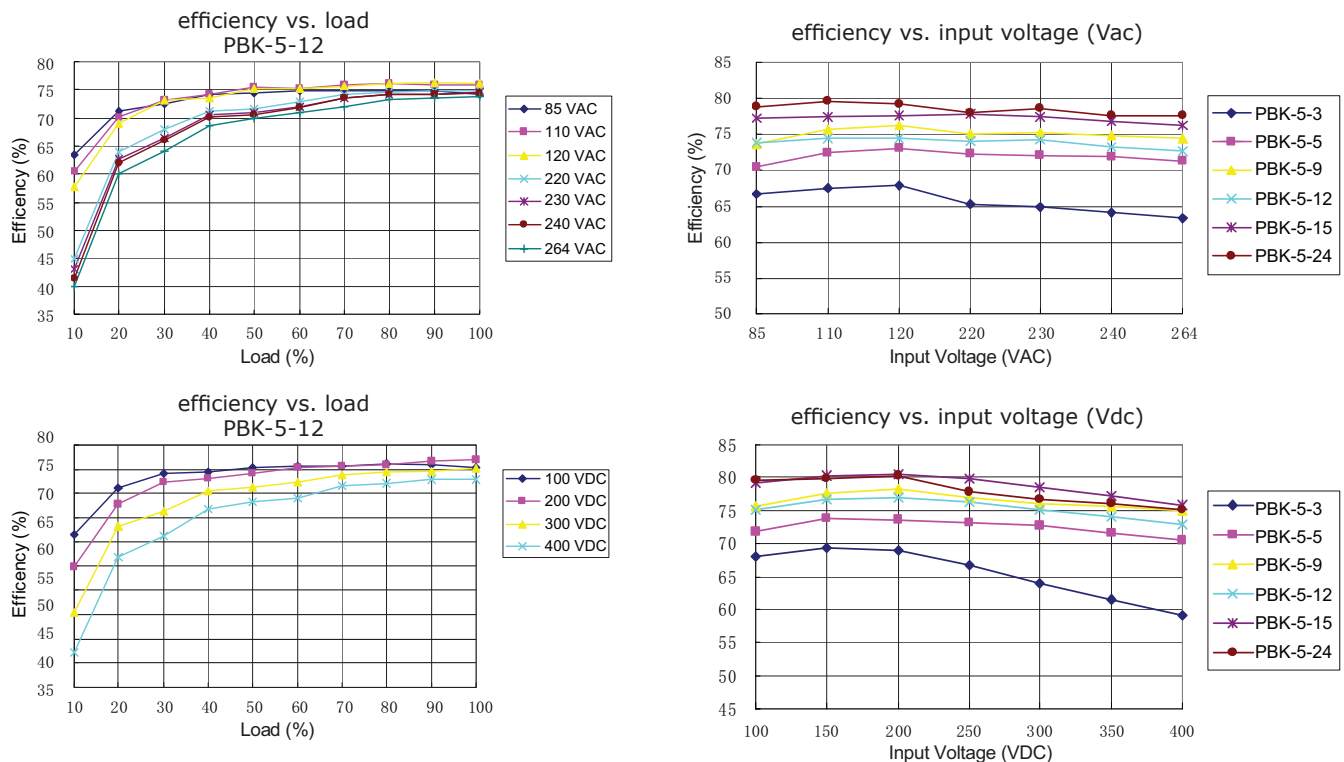 efficiency vs. load
PBK-5-12
80
75
70
65
60
55
50
45
40
35
Efficency (%)
10 20 30 40 50 60 70 80 90 100
Load (%)
85 VAC
110 VAC
120 VAC
220 VAC
230 VAC
240 VAC
264 VAC
efficiency vs. input voltage (Vac)
85
80
75
70
65
60
55
50
Efficiency (%)
85 110 120 220 230 240 264
Input Voltage (VAC)
PBK-5-3
PBK-5-5
PBK-5-9
PBK-5-12
PBK-5-15
PBK-5-24
efficiency vs. load
PBK-5-12
80
75
70
65
60
55
50
45
40
35
Efficency (%)
10 20 30 40 50 60 70 80 90 100
Load (%)
100 VDC
200 VDC
300 VDC
400 VDC
efficiency vs. input voltage (Vdc)
85
80
75
70
65
60
55
50
45
Efficiency (%)
100 150 200 250 300 350 400
Input Voltage (VDC)
PBK-5-3
PBK-5-5
PBK-5-9
PBK-5-12
PBK-5-15
PBK-5-24